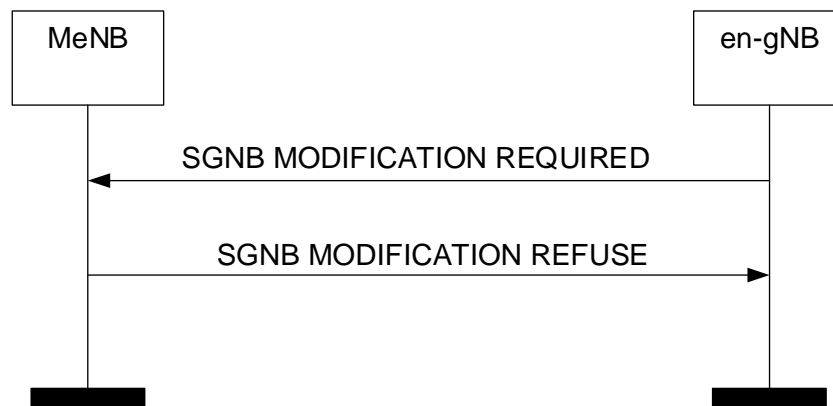 MeNB
en-gNB
SGNB MODIFICATION REQUIRED
SGNB MODIFICATION REFUSE